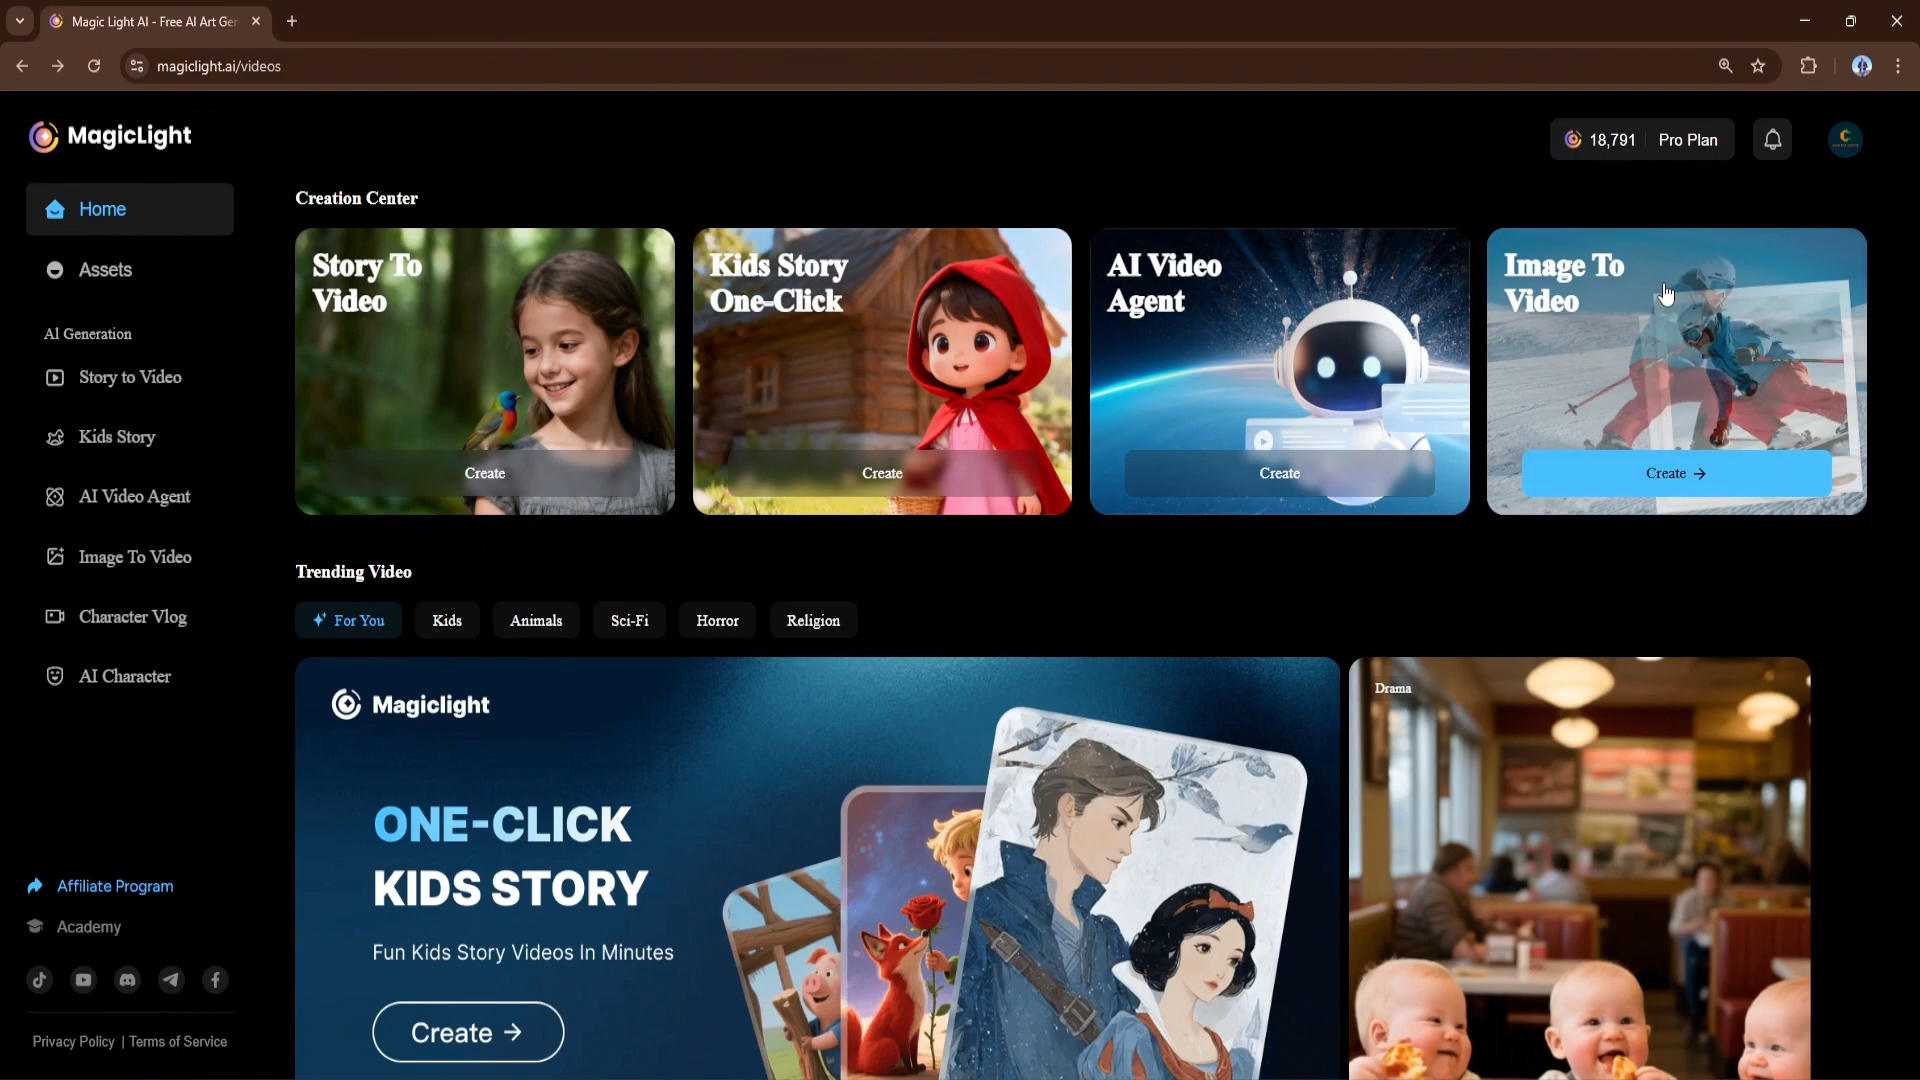 Magic Light AI - Free AI Art Ger
magiclight.ai/videos
MagicLight
18,791
Pro Plan
Home
Assets
AI Generation
Story to Video
Kids Story
AI Video Agent
Image To Video
Character Vlog
AI Character
Affiliate Program
Academy
Privacy Policy | Terms of Service
Creation Center
Story To
Video
Create
Kids Story
One-Click
Create
AI Video
Agent
Create
Image To
Video
Create →
Trending Video
For You
Kids
Animals
Sci-Fi
Horror
Religion
Magiclight
ONE-CLICK
KIDS STORY
Fun Kids Story Videos In Minutes
Create →
Drama